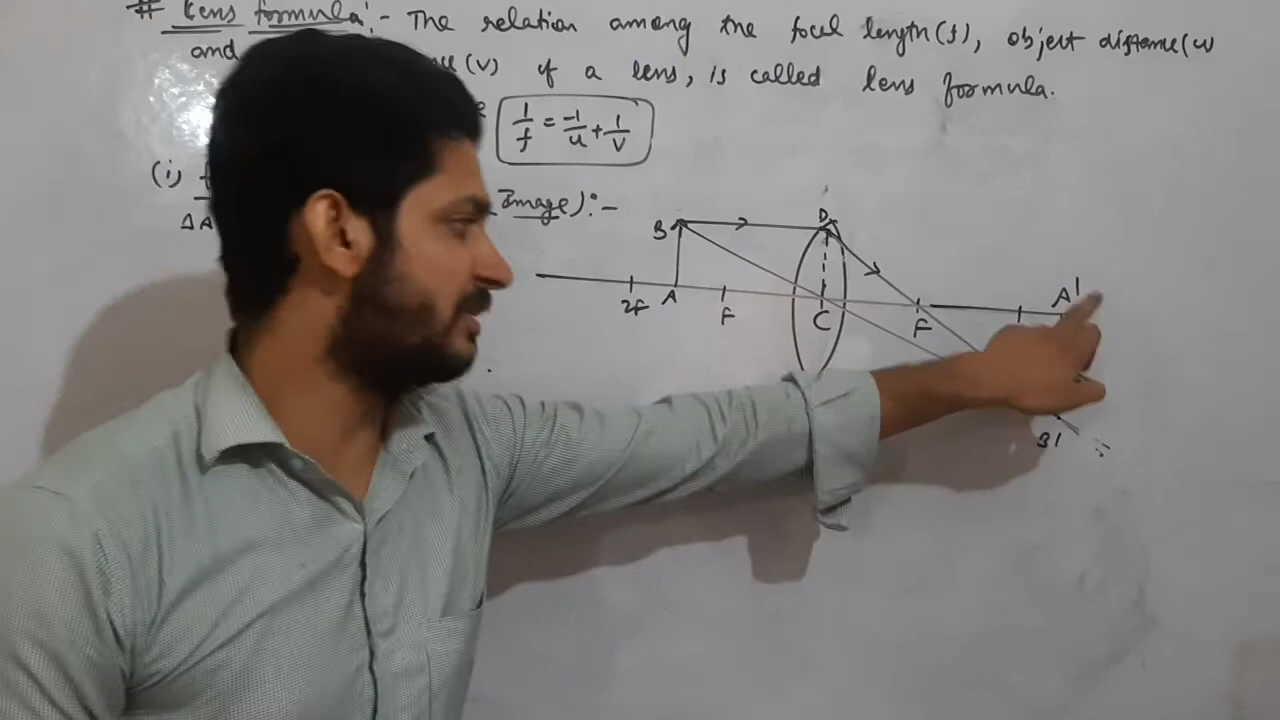 # Lens formula:- The relation among the focal length(f), object distance(u
and (v) of a lens, is called lens formula.
1/f = -1/u + 1/v
(i)
Image):-
ΔA
B D
2F A F C F A'
B'